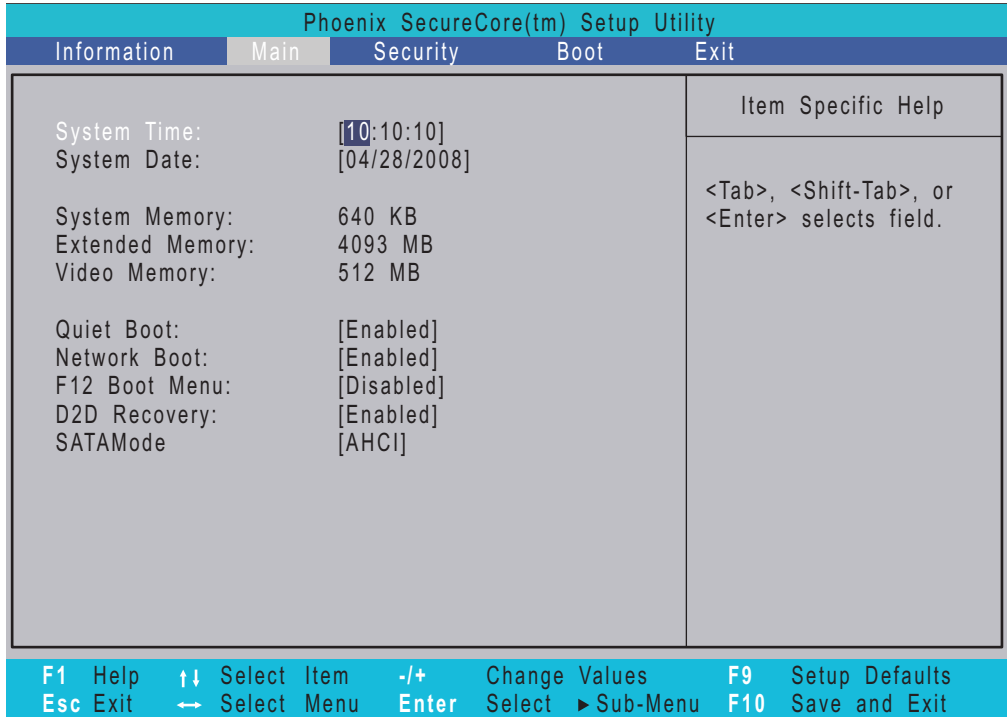 Phoenix SecureCore(tm) Setup Utility
Information Main Security Boot Exit
Item Specific Help
System Time: [10:10:10]
System Date: [04/28/2008]
<Tab>, <Shift-Tab>, or
<Enter> selects field.
System Memory: 640 KB
Extended Memory: 4093 MB
Video Memory: 512 MB
Quiet Boot: [Enabled]
Network Boot: [Enabled]
F12 Boot Menu: [Disabled]
D2D Recovery: [Enabled]
SATAMode [AHCI]
F1 Help ↑↓ Select Item -/+ Change Values F9 Setup Defaults
Esc Exit ↔ Select Menu Enter Select ▶ Sub-Menu F10 Save and Exit